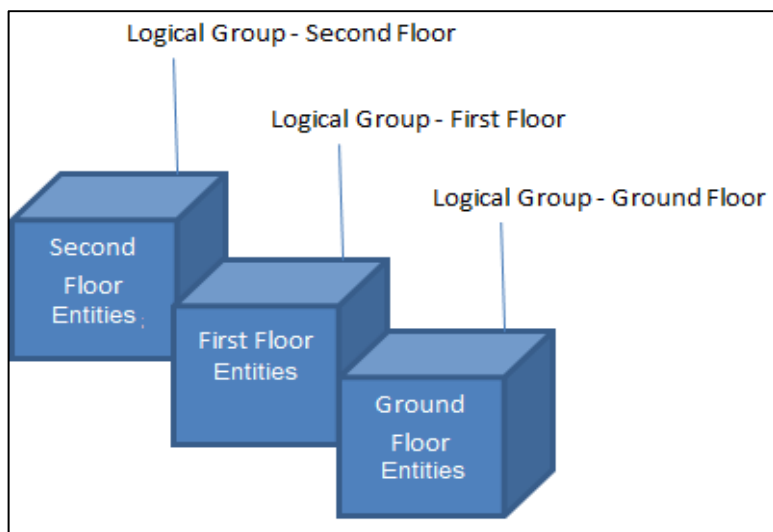 Logical Group - Second Floor
Logical Group - First Floor
Logical Group - Ground Floor
Second
Floor
Entities ;
First Floor
Entities
Ground
Floor
Entities